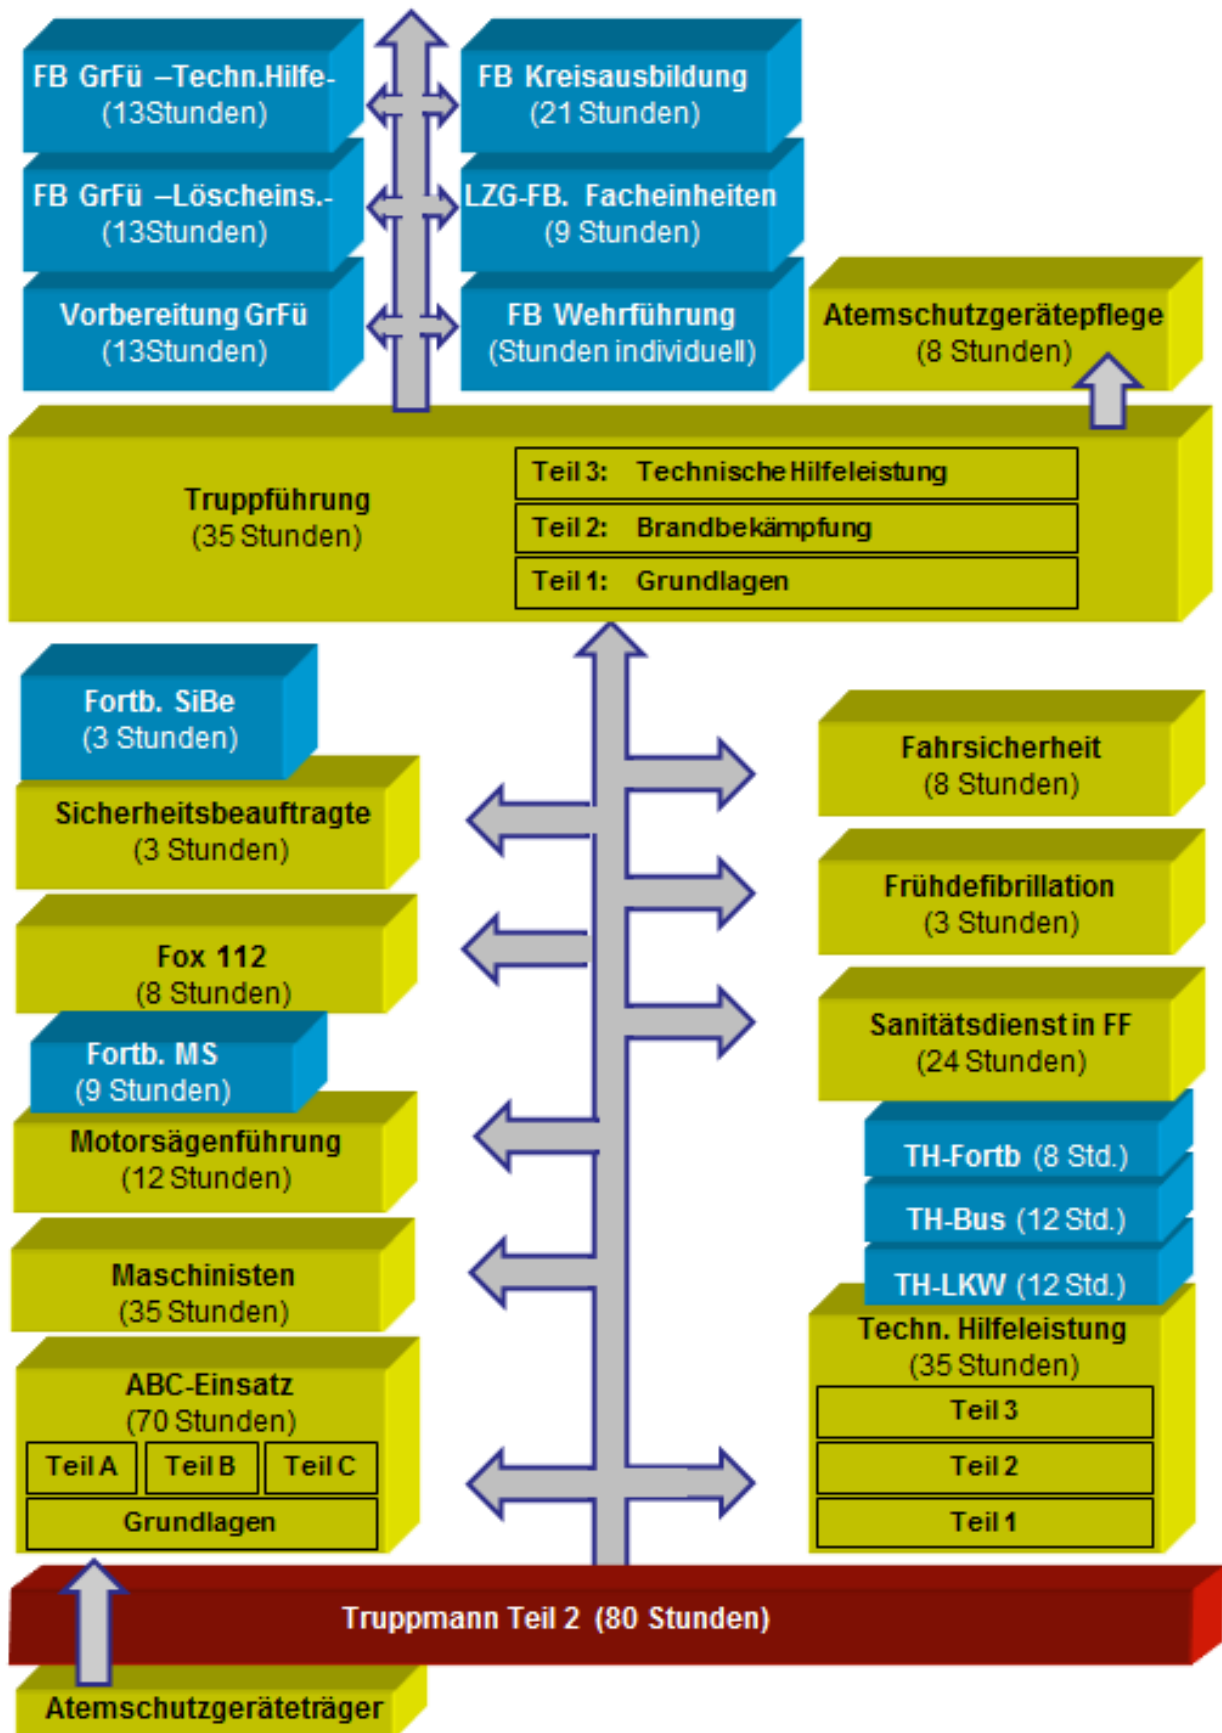 FB GrFü –Techn.Hilfe-
(13Stunden)
FB Kreisausbildung
(21 Stunden)
FB GrFü –Löscheins.-
(13Stunden)
LZG-FB. Facheinheiten
(9 Stunden)
Vorbereitung GrFü
(13Stunden)
FB Wehrführung
(Stunden individuell)
Atemschutzgerätepflege
(8 Stunden)
Truppführung
(35 Stunden)
Teil 3: Technische Hilfeleistung
Teil 2: Brandbekämpfung
Teil 1: Grundlagen
Fortb. SiBe
(3 Stunden)
Sicherheitsbeauftragte
(3 Stunden)
Fox 112
(8 Stunden)
Fortb. MS
(9 Stunden)
Motorsägenführung
(12 Stunden)
Maschinisten
(35 Stunden)
ABC-Einsatz
(70 Stunden)
Teil A Teil B Teil C
Grundlagen
Fahrsicherheit
(8 Stunden)
Frühdefibrillation
(3 Stunden)
Sanitätsdienst in FF
(24 Stunden)
TH-Fortb (8 Std.)
TH-Bus (12 Std.)
TH-LKW (12 Std.)
Techn. Hilfeleistung
(35 Stunden)
Teil 3
Teil 2
Teil 1
Truppmann Teil 2 (80 Stunden)
Atemschutzgeräteträger